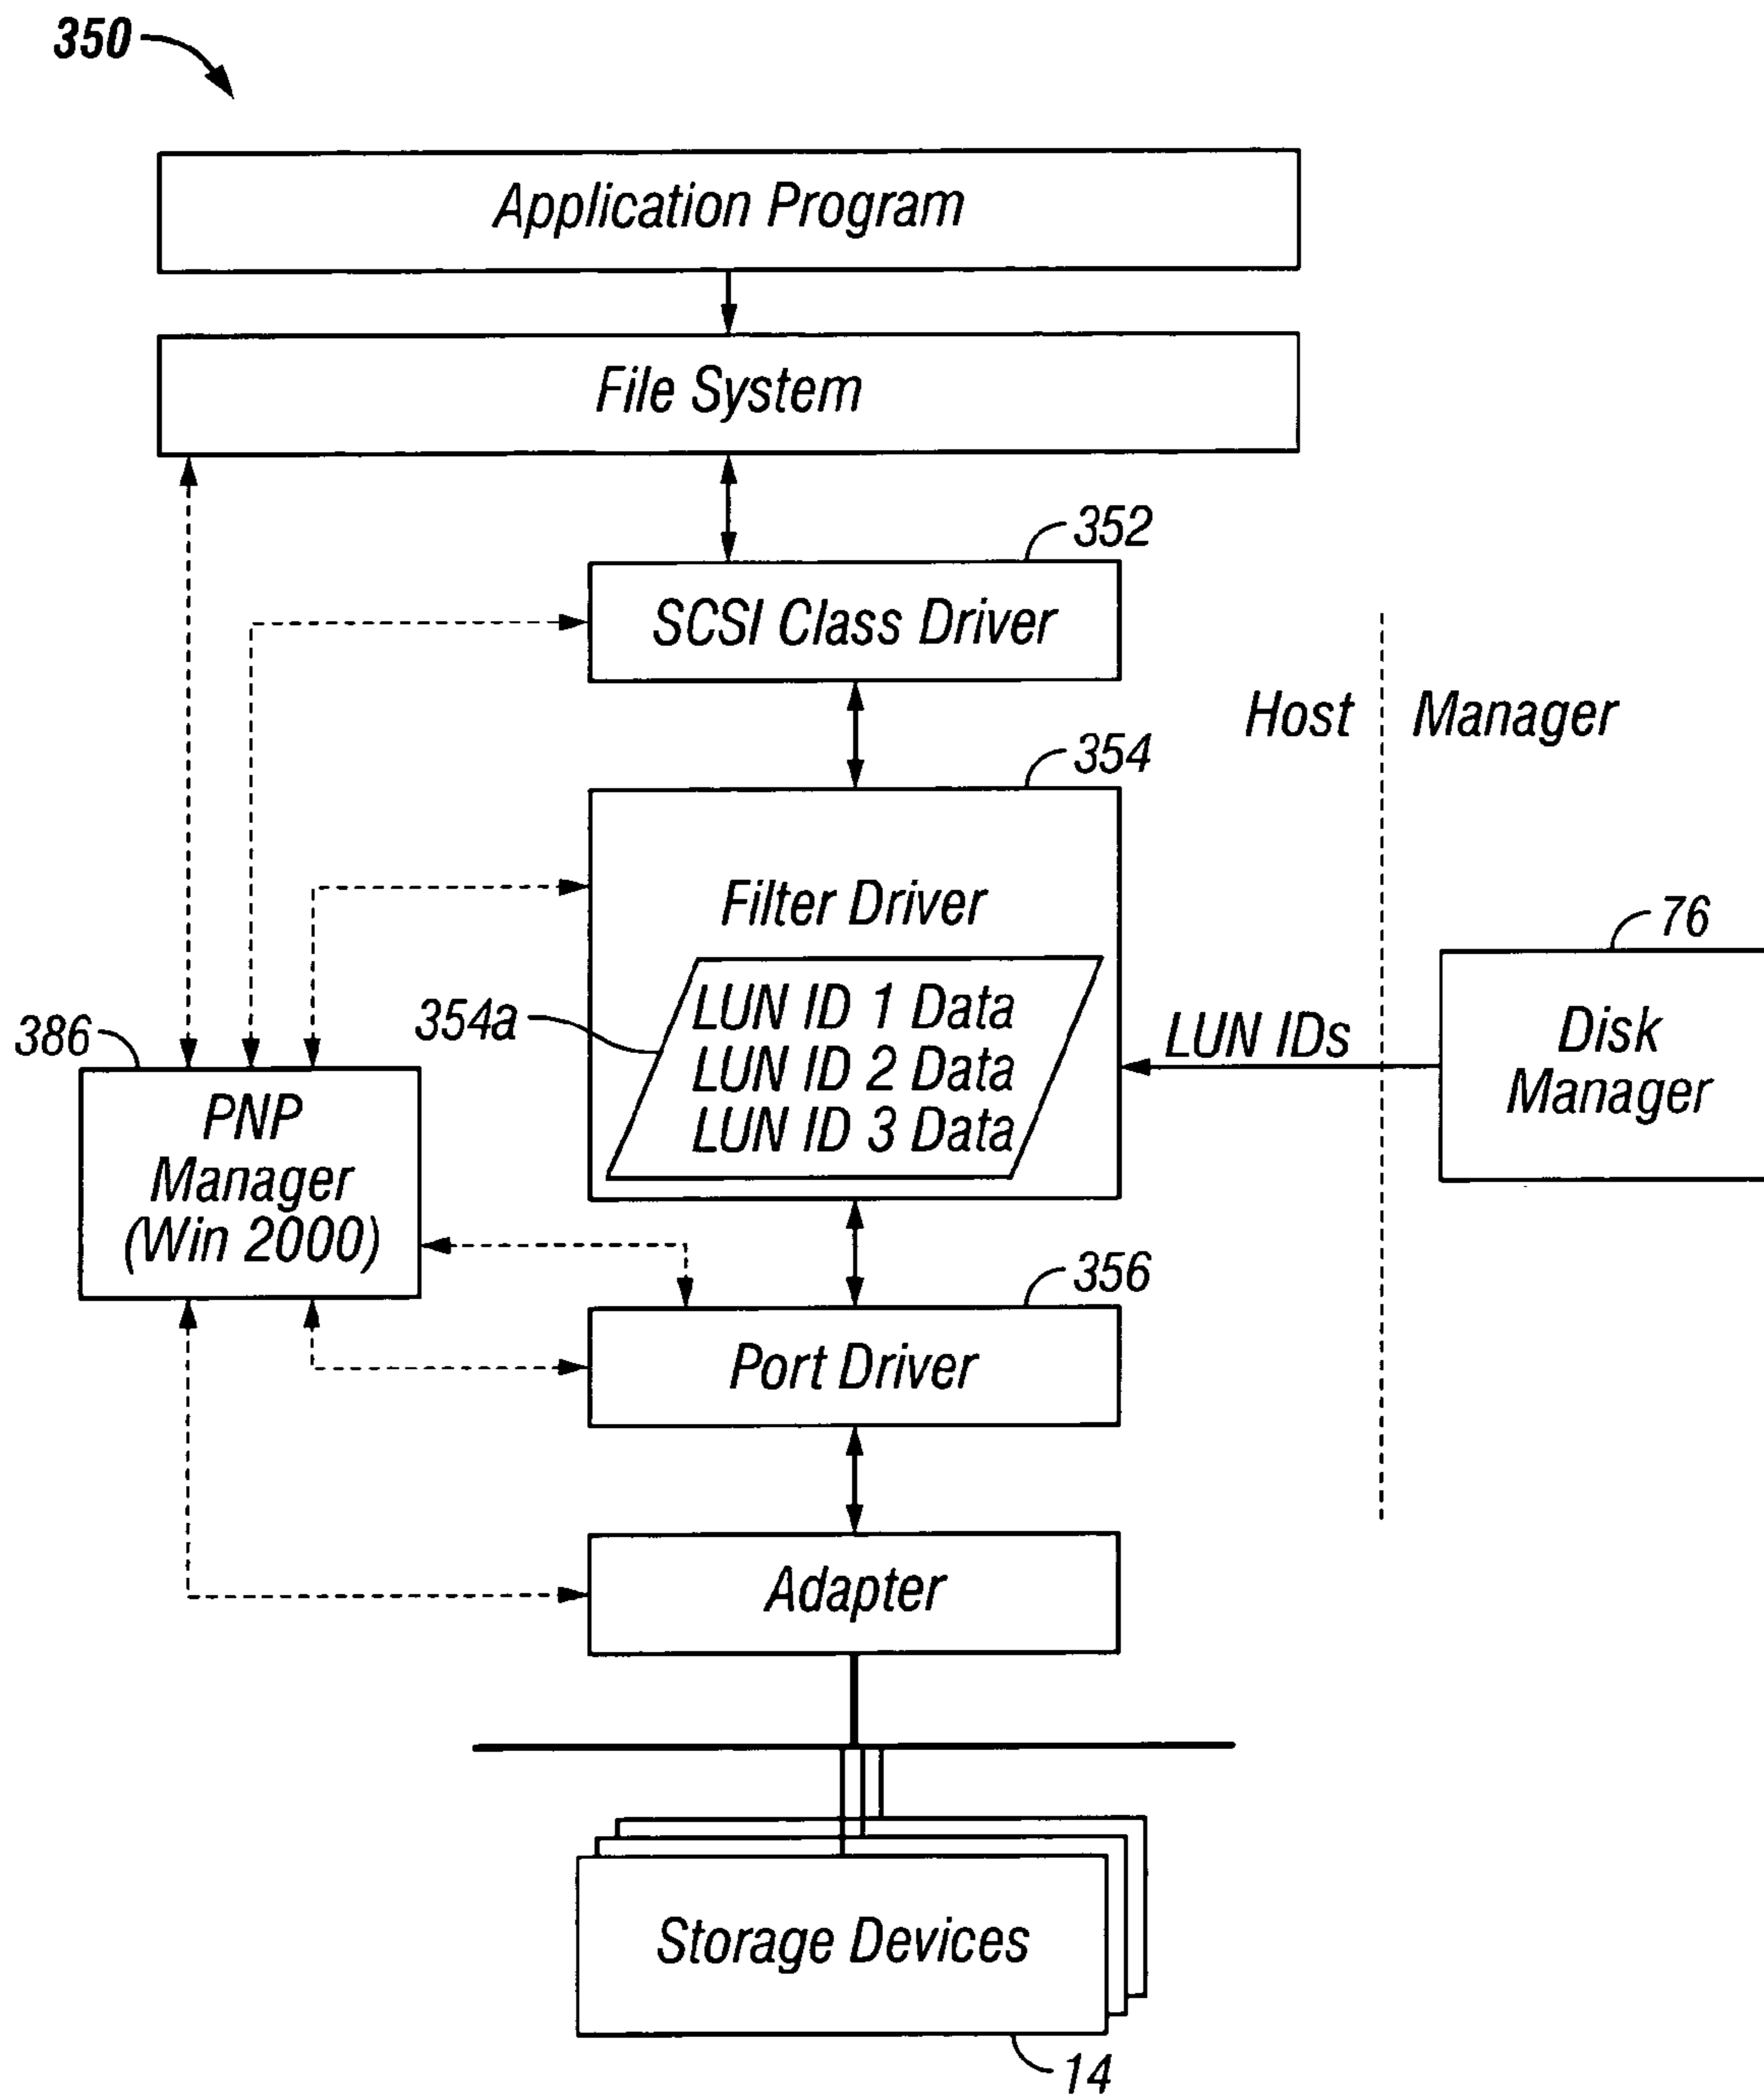 350
Application Program
File System
352
SCSI Class Driver
Host
Manager
354
Filter Driver
76
354a
LUN ID 1 Data
LUN ID 2 Data
LUN ID 3 Data
LUN IDs
Disk
Manager
386
PNP
Manager
(Win 2000)
356
Port Driver
Adapter
Storage Devices
14